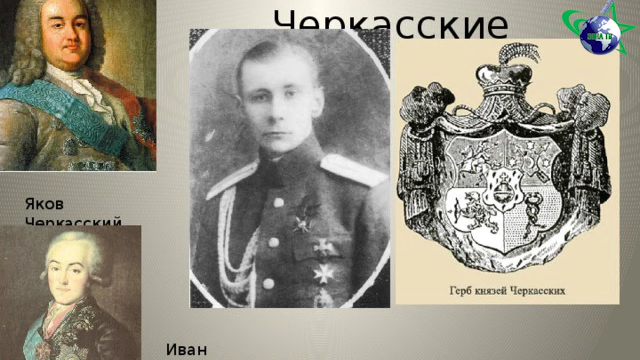 Черкасские
Яков
Черкасский
Герб князей Черкасских
Иван